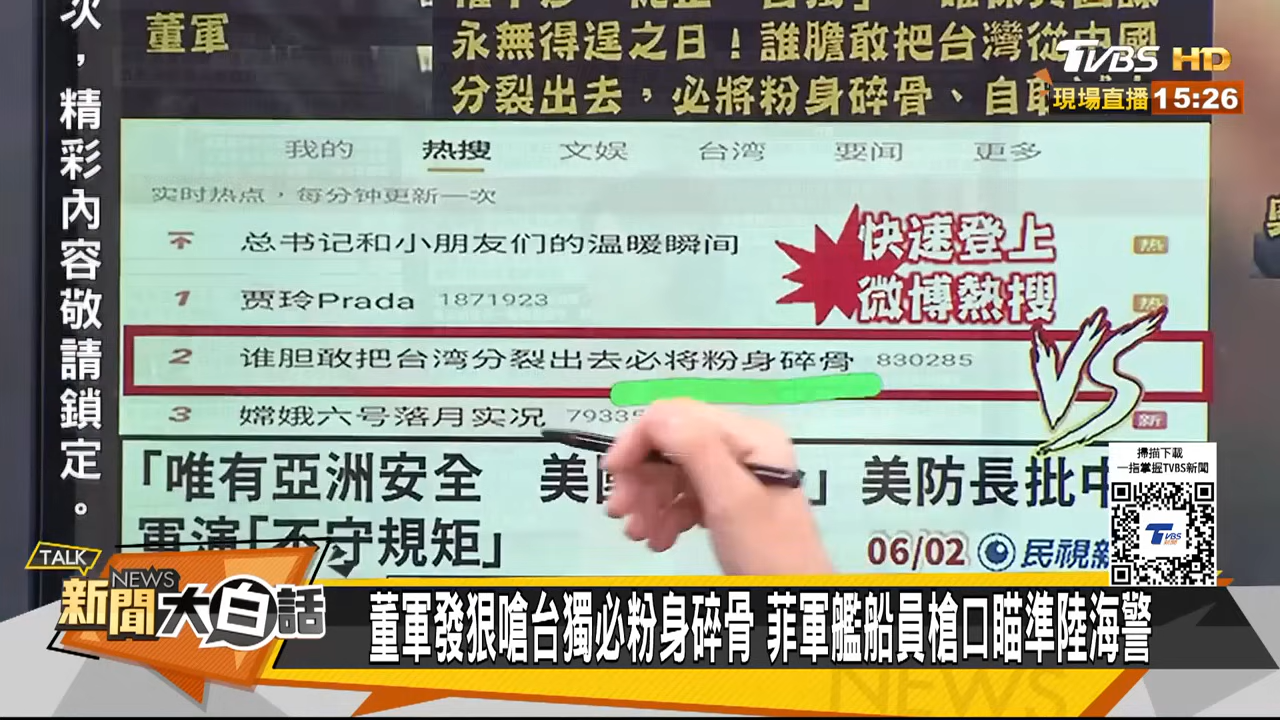 次，精彩內容敬請鎖定。
董軍
永無得逞之日！誰膽敢把台灣從中國
分裂出去，必將粉身碎骨、自取
TVBS HD
現場直播 15:26
我的 热搜 文娱 台湾 要闻 更多
实时热点，每分钟更新一次
总书记和小朋友们的温暖瞬间 热
1 贾玲Prada 1871923 热
快速登上
微博熱搜
2 谁胆敢把台湾分裂出去必将粉身碎骨 830285
VS
3 嫦娥六号落月实况 7933 新
「唯有亞洲安全 美 」美防長批中
軍演「不守規矩」
06/02 民視新
掃描下載
一指掌握TVBS新聞
TVBS
新聞
TALK
NEWS
新聞大白話
董軍發狠嗆台獨必粉身碎骨 菲軍艦船員槍口瞄準陸海警
NEWS